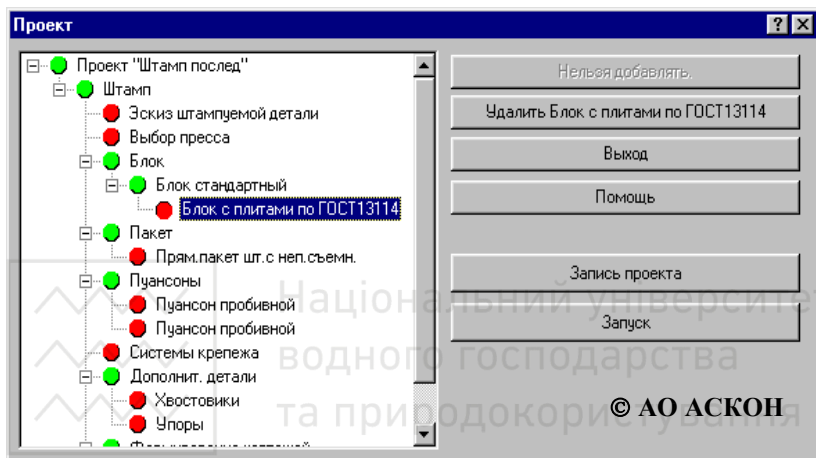 Проект
Проект "Штамп послед"
Штамп
Эскиз штампуемой детали
Выбор пресса
Блок
Блок стандартный
Блок с плитами по ГОСТ13114
Пакет
Прям.пакет шт.с неп.съемн.
Пуансоны
Пуансон пробивной
Пуансон пробивной
Системы крепежа
Дополнит. детали
Хвостовики
Упоры
Нельзя добавлять.
Удалить Блок с плитами по ГОСТ13114
Выход
Помощь
Запись проекта
Запуск
© АО АСКОН
Національний університет
водного господарства
та природокористування